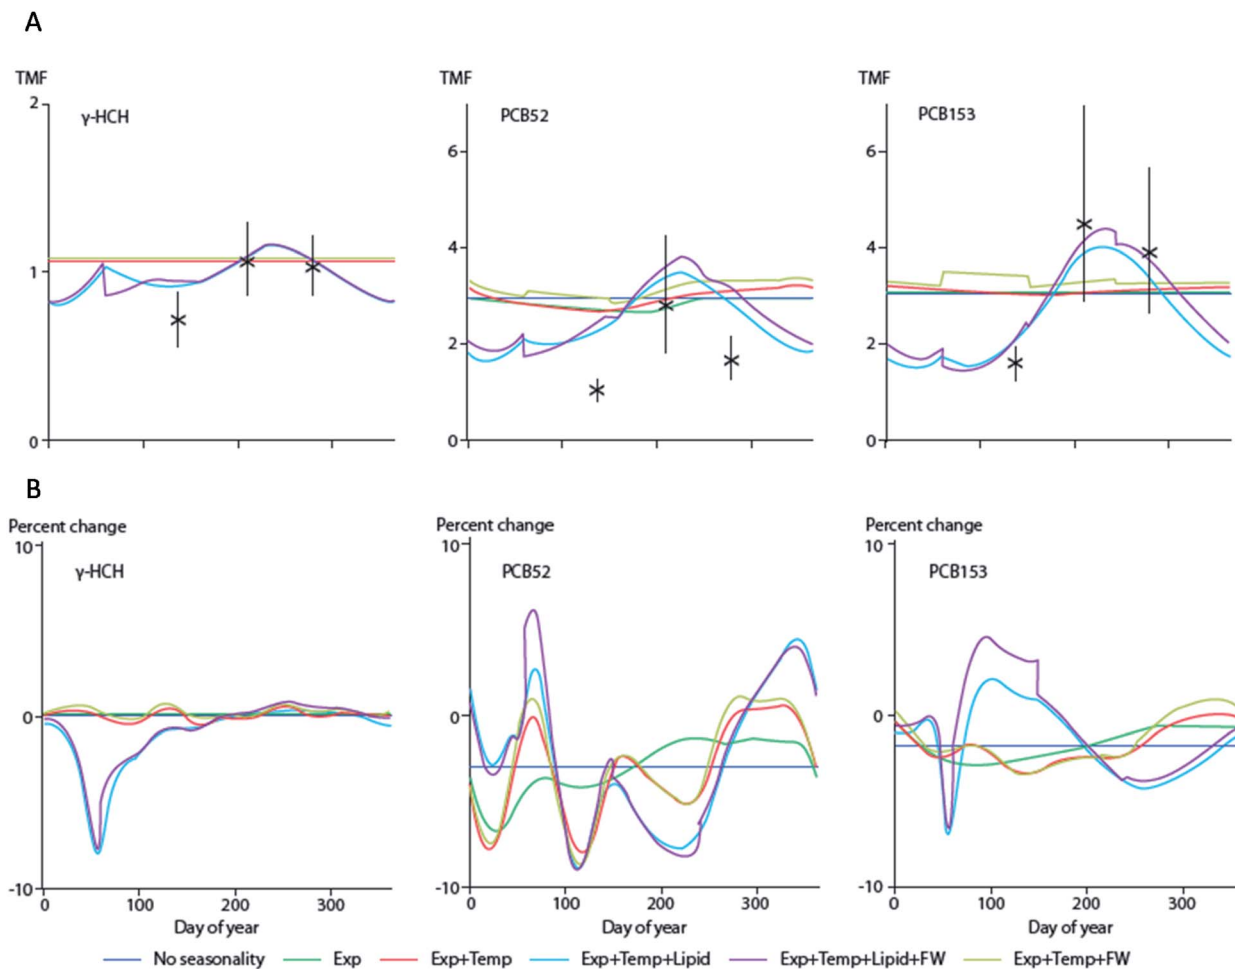 A
TMF TMF TMF
γ-HCH PCB52 PCB153
2 6 6
1 4 4
2 2
0 0 0
B
Percent change Percent change Percent change
10 10 10
γ-HCH PCB52 PCB153
0 0 0
-10 -10 -10
0 100 200 300 0 100 200 300 0 100 200 300
Day of year Day of year Day of year
No seasonality Exp Exp+Temp Exp+Temp+Lipid Exp+Temp+Lipid+FW Exp+Temp+FW